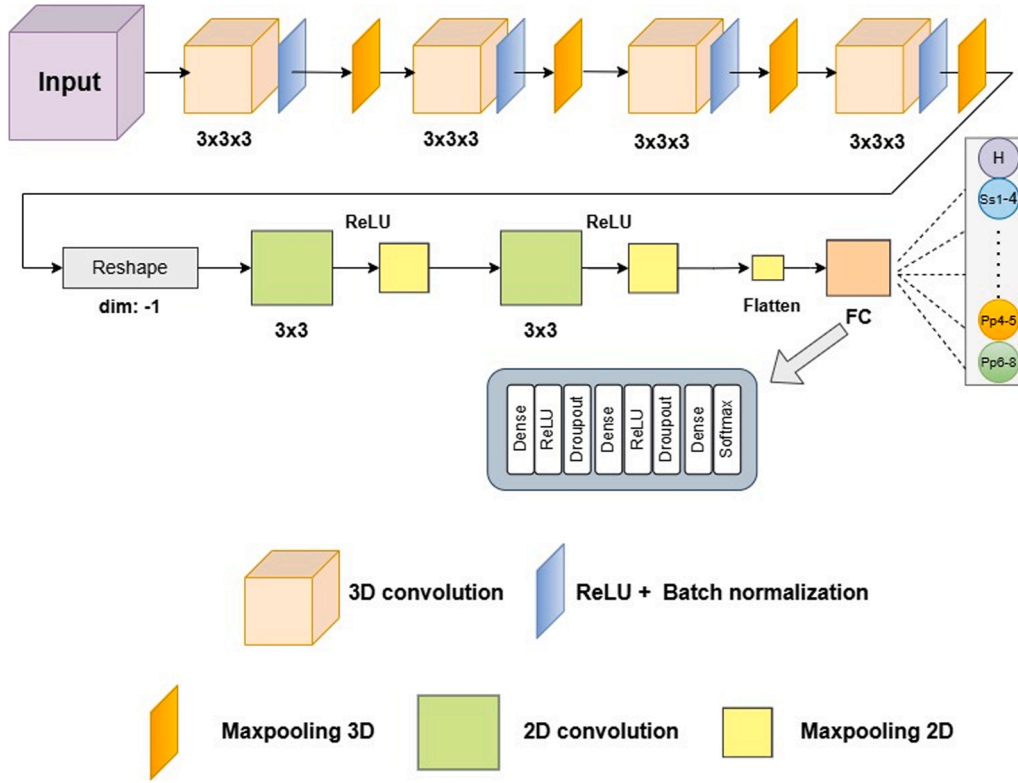 Input
3x3x3
3x3x3
3x3x3
3x3x3
H
Ss1-4
Pp4-5
Pp6-8
Reshape
dim: -1
ReLU
3x3
ReLU
3x3
Flatten
FC
Dense
ReLU
Droupout
Dense
ReLU
Droupout
Dense
Softmax
3D convolution
ReLU + Batch normalization
Maxpooling 3D
2D convolution
Maxpooling 2D